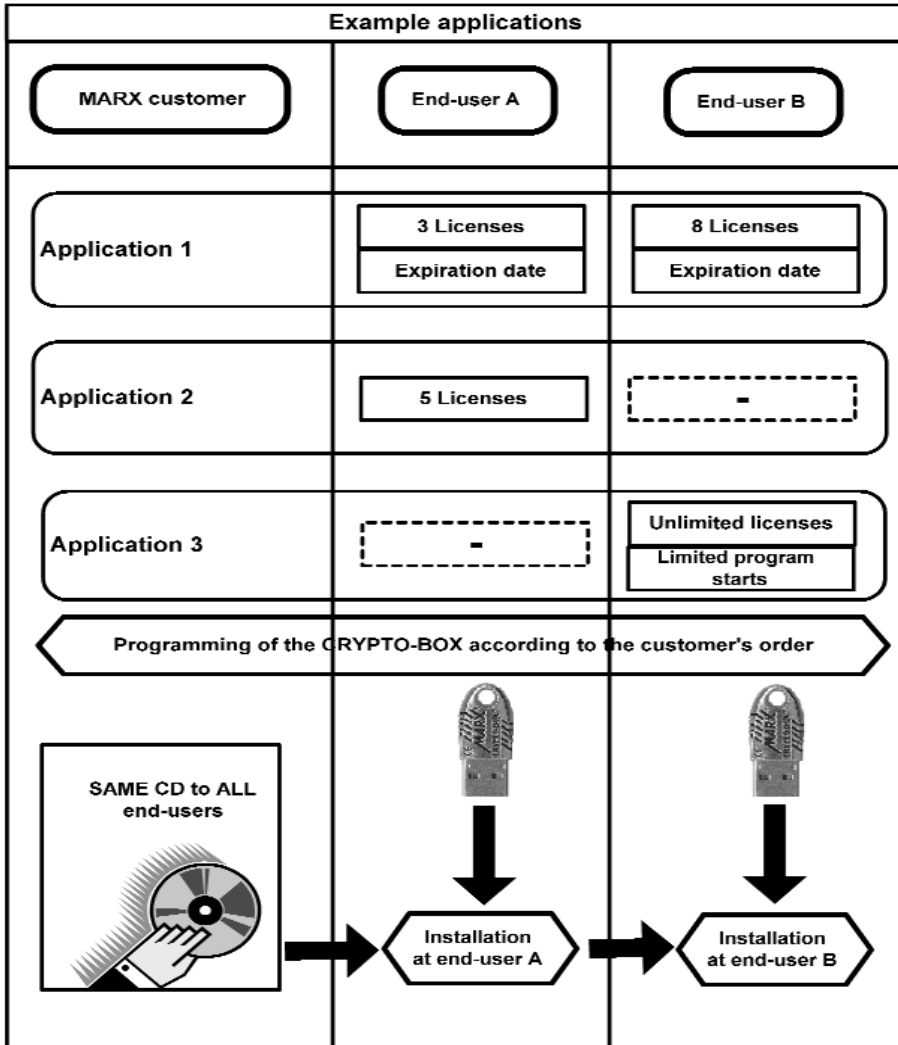 Example applications
MARX customer
End-user A
End-user B
Application 1
3 Licenses
Expiration date
8 Licenses
Expiration date
Application 2
5 Licenses
-
Application 3
-
Unlimited licenses
Limited program
starts
Programming of the CRYPTO-BOX according to the customer's order
MARX
MARX
SAME CD to ALL
end-users
Installation
at end-user A
Installation
at end-user B